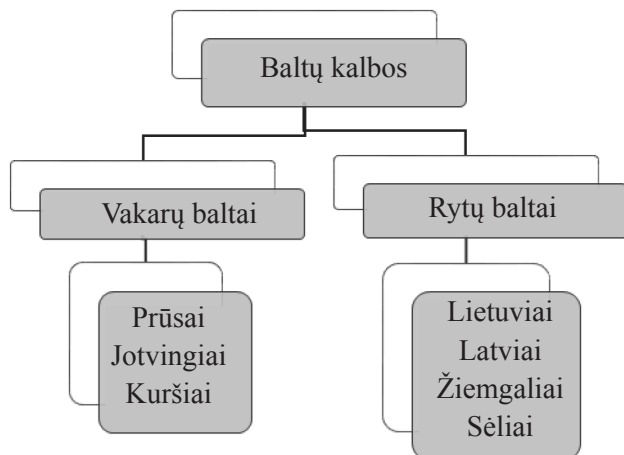 Baltų kalbos
Vakarų baltai
Rytų baltai
Prūsai
Jotvingiai
Kuršiai
Lietuviai
Latviai
Žiemgaliai
Sėliai